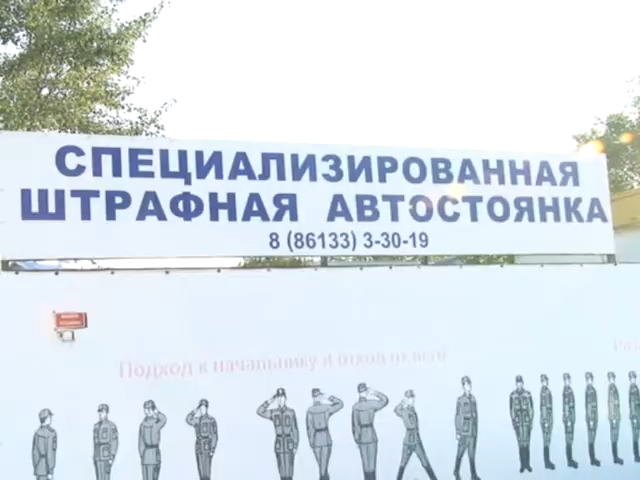 СПЕЦИАЛИЗИРОВАННАЯ
ШТРАФНАЯ АВТОСТОЯНКА
8 (86133) 3-30-19
Подход к начальнику и отход от него